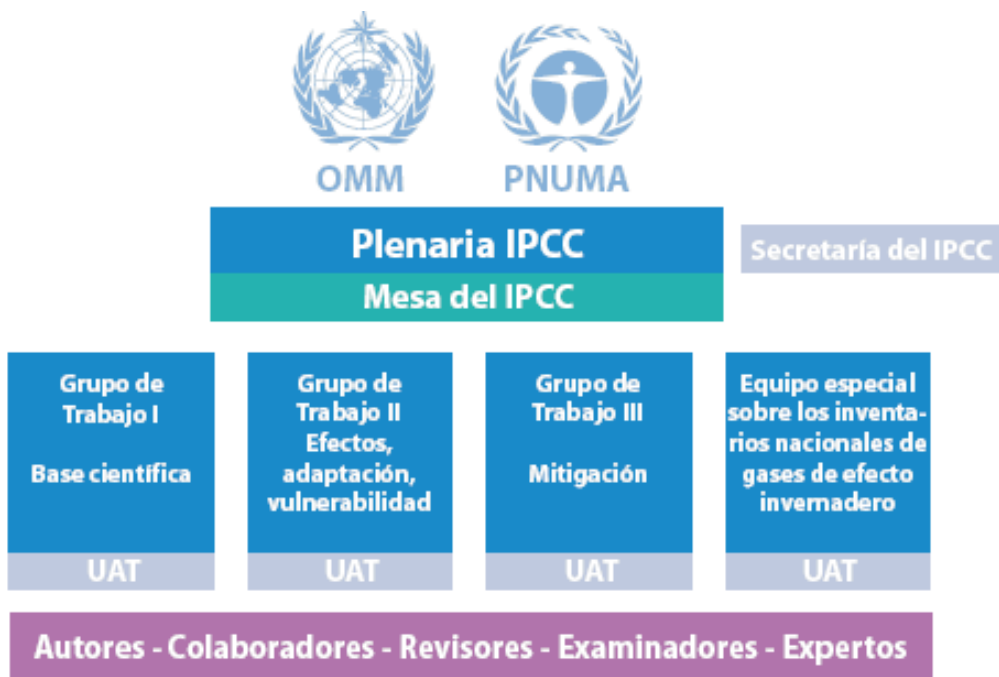 OMM
PNUMA
Plenaria IPCC
Secretaría del IPCC
Mesa del IPCC
Grupo de
Trabajo I
Base científica
UAT
Grupo de
Trabajo II
Efectos,
adaptación,
vulnerabilidad
UAT
Grupo de
Trabajo III
Mitigación
UAT
Equipo especial
sobre los inventa-
rios nacionales de
gases de efecto
invernadero
UAT
Autores - Colaboradores - Revisores - Examinadores - Expertos